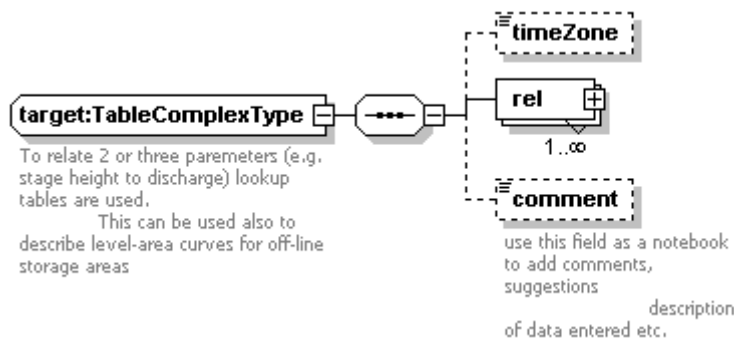 timeZone
target:TableComplexType
rel
1..∞
To relate 2 or three paremeters (e.g.
stage height to discharge) lookup
tables are used.
This can be used also to
describe level-area curves for off-line
storage areas
comment
use this field as a notebook
to add comments,
suggestions
description
of data entered etc.